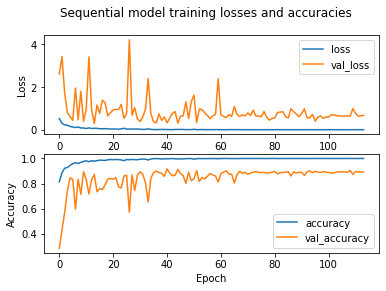 Sequential model training losses and accuracies
4
2
0
Loss
loss
val_loss
0 20 40 60 80 100
1.0
0.8
0.6
0.4
Accuracy
accuracy
val_accuracy
0 20 40 60 80 100
Epoch